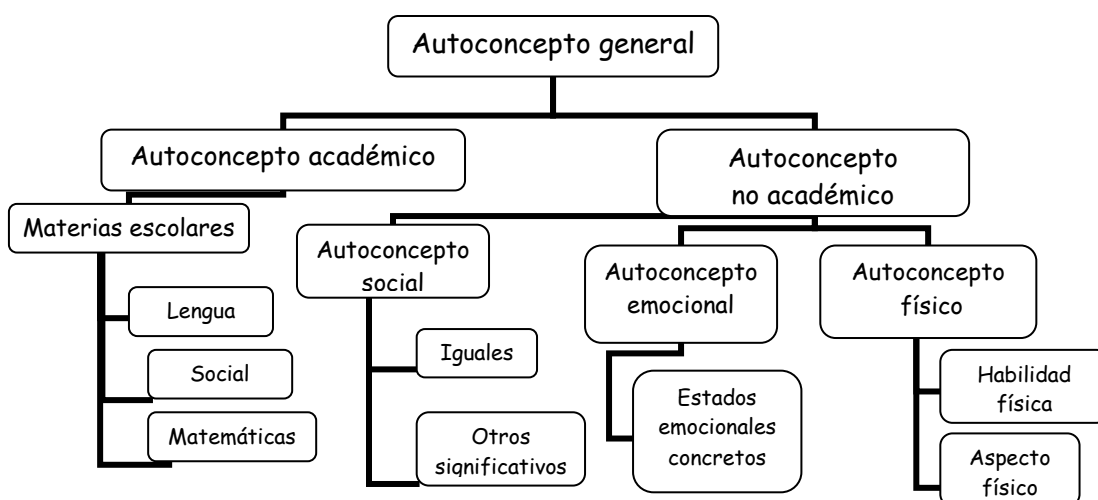 Autoconcepto general
Autoconcepto académico
Autoconcepto
no académico
Materias escolares
Autoconcepto
social
Autoconcepto
emocional
Autoconcepto
físico
Lengua
Social
Matemáticas
Iguales
Otros
significativos
Estados
emocionales
concretos
Habilidad
física
Aspecto
físico